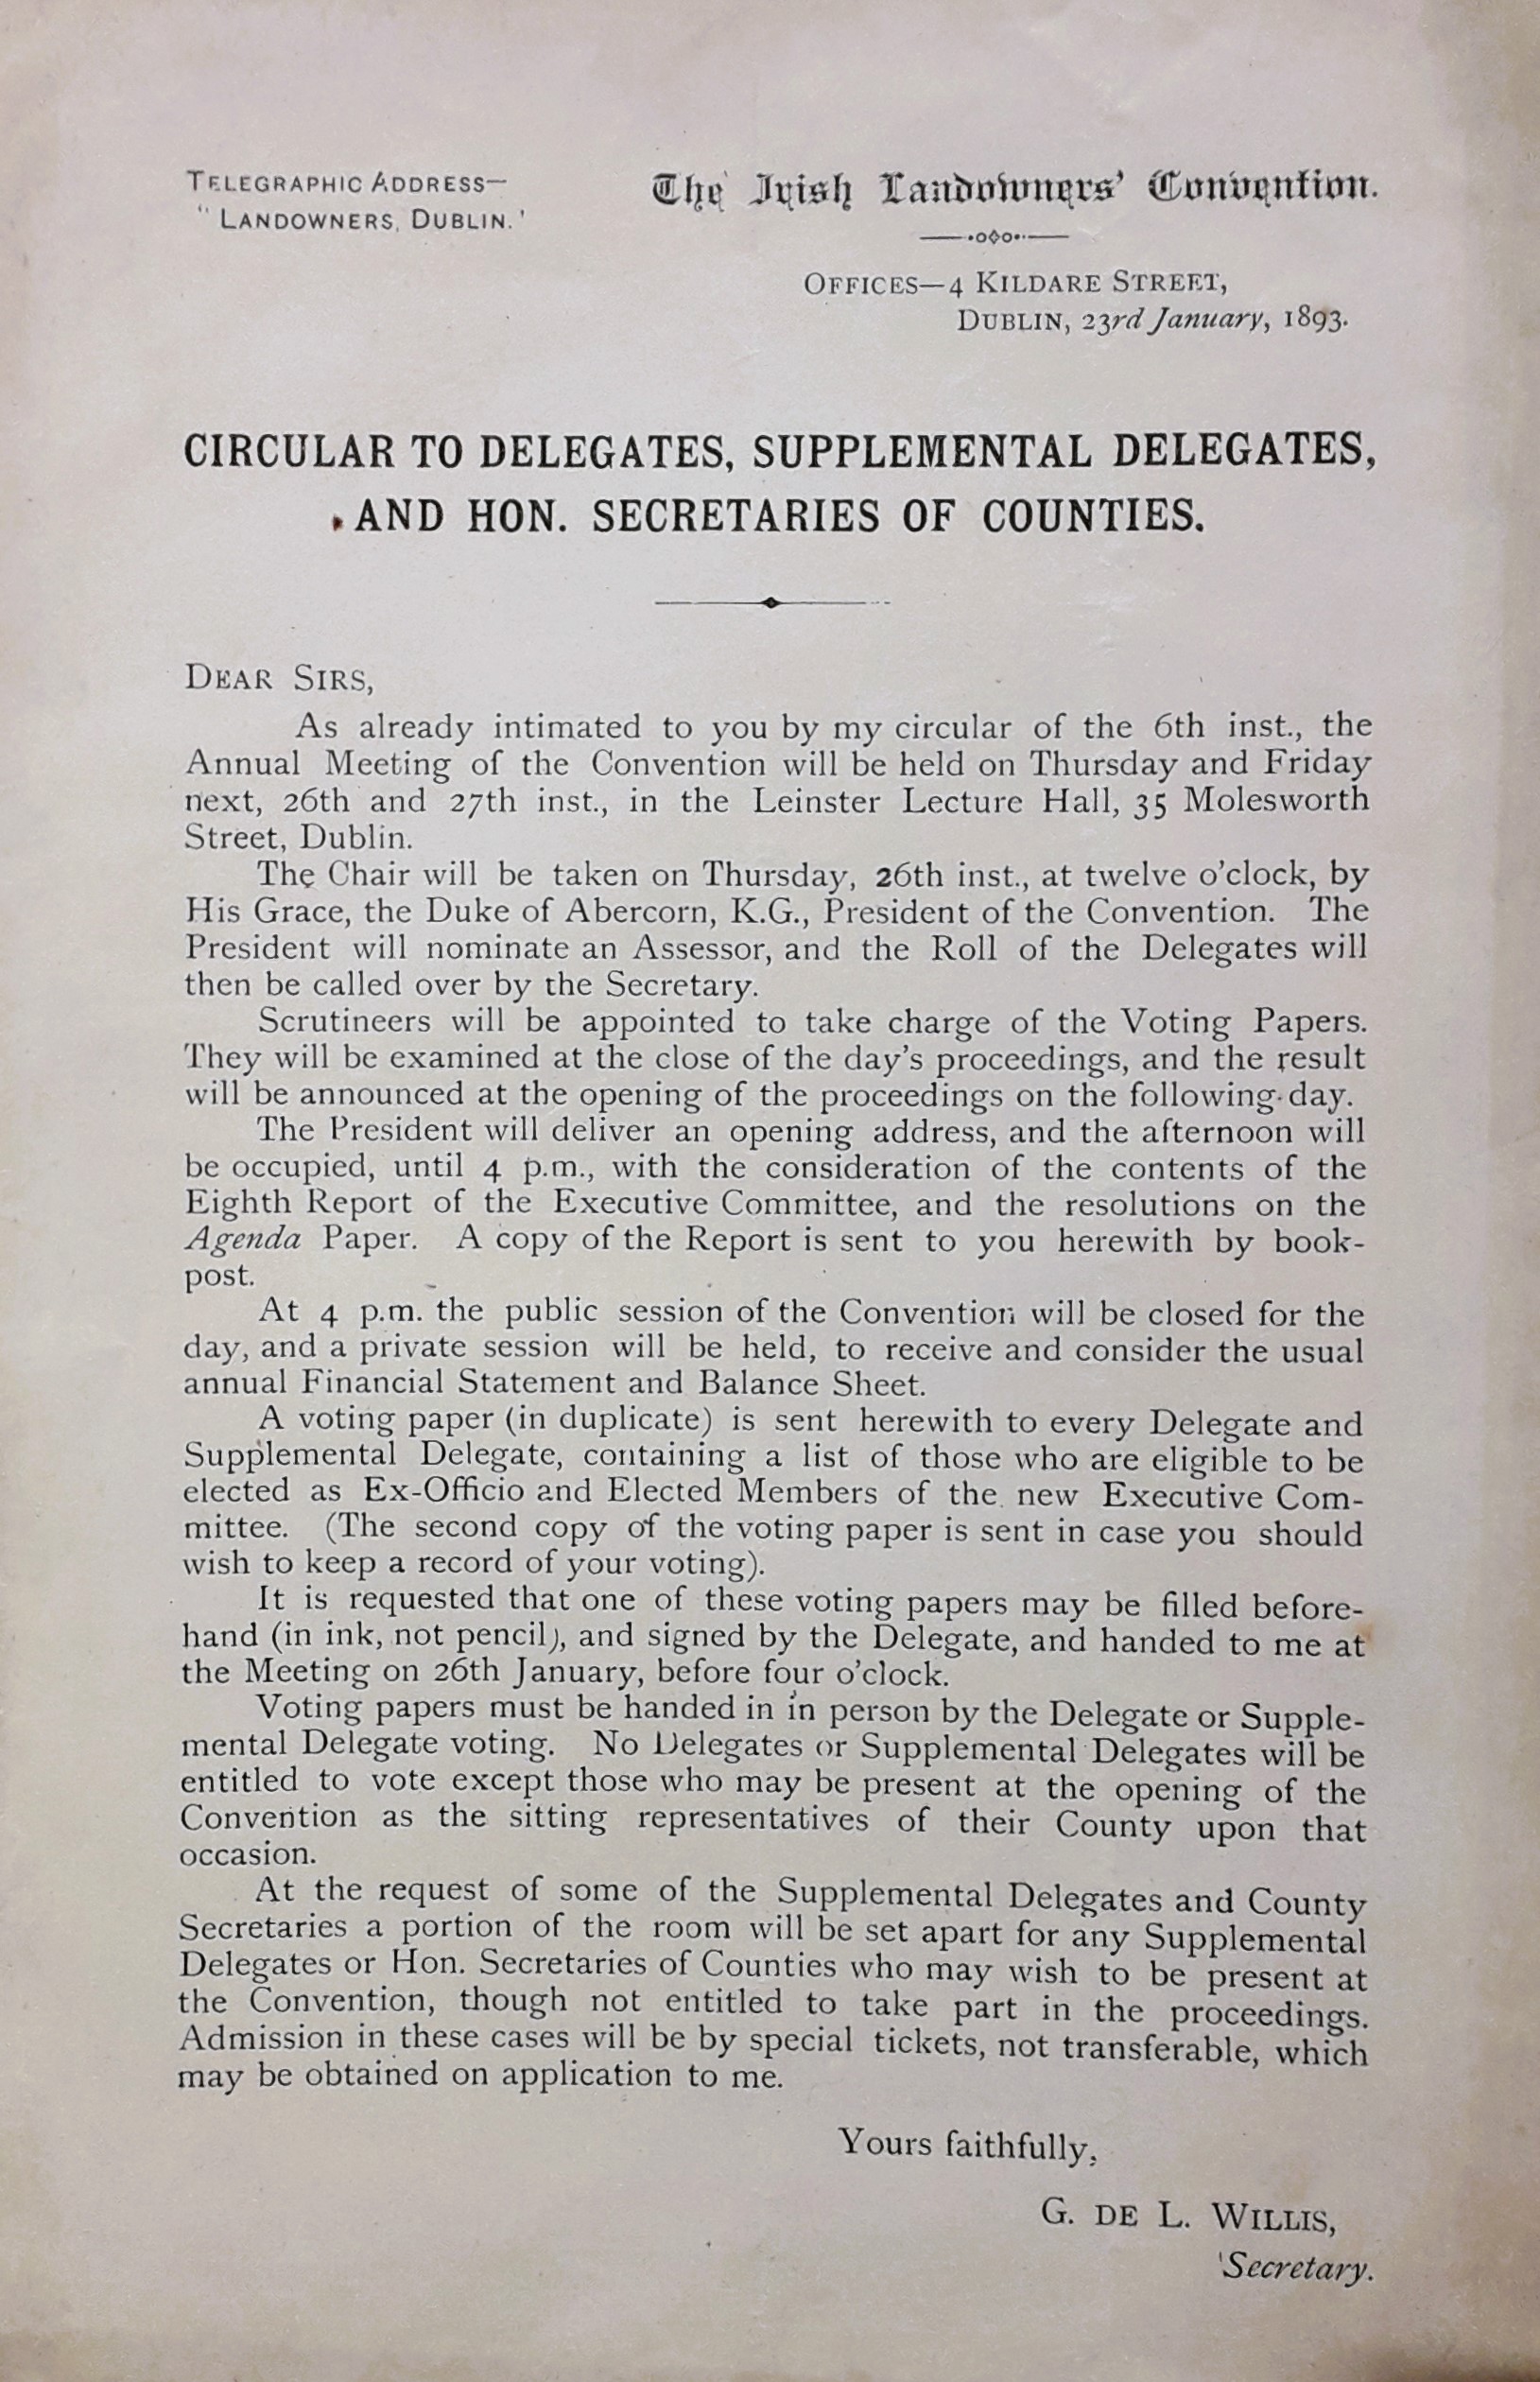 TELEGRAPHIC ADDRESS—
"LANDOWNERS, DUBLIN.'
The Irish Landowners' Convention.
OFFICES—4 KILDARE STREET,
DUBLIN, 23rd January, 1893.
CIRCULAR TO DELEGATES, SUPPLEMENTAL DELEGATES,
AND HON. SECRETARIES OF COUNTIES.
DEAR SIRS,
As already intimated to you by my circular of the 6th inst., the
Annual Meeting of the Convention will be held on Thursday and Friday
next, 26th and 27th inst., in the Leinster Lecture Hall, 35 Molesworth
Street, Dublin.
The Chair will be taken on Thursday, 26th inst., at twelve o'clock, by
His Grace, the Duke of Abercorn, K.G., President of the Convention. The
President will nominate an Assessor, and the Roll of the Delegates will
then be called over by the Secretary.
Scrutineers will be appointed to take charge of the Voting Papers.
They will be examined at the close of the day's proceedings, and the result
will be announced at the opening of the proceedings on the following day.
The President will deliver an opening address, and the afternoon will
be occupied, until 4 p.m., with the consideration of the contents of the
Eighth Report of the Executive Committee, and the resolutions on the
Agenda Paper. A copy of the Report is sent to you herewith by book-
post.
At 4 p.m. the public session of the Convention will be closed for the
day, and a private session will be held, to receive and consider the usual
annual Financial Statement and Balance Sheet.
A voting paper (in duplicate) is sent herewith to every Delegate and
Supplemental Delegate, containing a list of those who are eligible to be
elected as Ex-Officio and Elected Members of the new Executive Com-
mittee. (The second copy of the voting paper is sent in case you should
wish to keep a record of your voting).
It is requested that one of these voting papers may be filled before-
hand (in ink, not pencil), and signed by the Delegate, and handed to me at
the Meeting on 26th January, before four o'clock.
Voting papers must be handed in in person by the Delegate or Supple-
mental Delegate voting. No Delegates or Supplemental Delegates will be
entitled to vote except those who may be present at the opening of the
Convention as the sitting representatives of their County upon that
occasion.
At the request of some of the Supplemental Delegates and County
Secretaries a portion of the room will be set apart for any Supplemental
Delegates or Hon. Secretaries of Counties who may wish to be present at
the Convention, though not entitled to take part in the proceedings.
Admission in these cases will be by special tickets, not transferable, which
may be obtained on application to me.
Yours faithfully,
G. DE L. WILLIS,
Secretary.